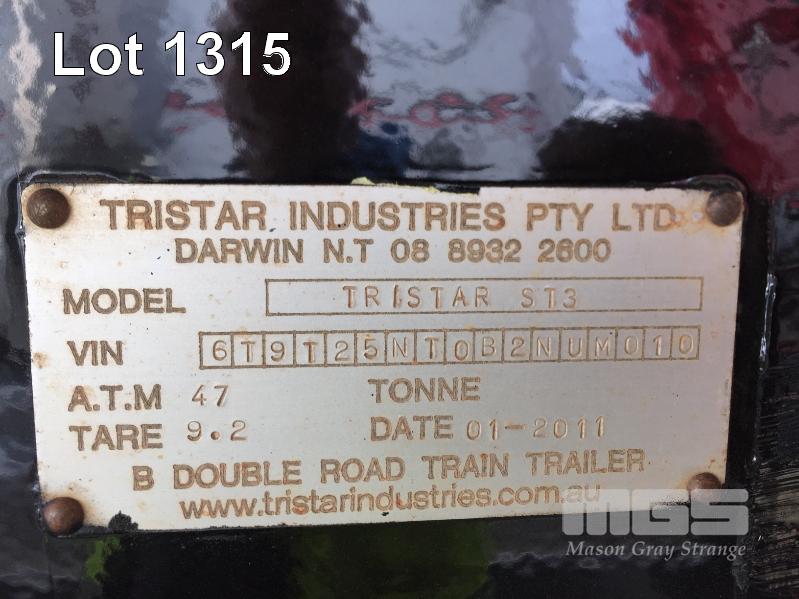 Lot 1315
TRISTAR INDUSTRIES PTY LTD
DARWIN N.T 08 8932 2600
MODEL TRISTAR ST3
VIN 6T9T25NT0B2NUM010
A.T.M 47 TONNE
TARE 9.2 DATE 01-2011
B DOUBLE ROAD TRAIN TRAILER
www.tristarindustries.com.au
MGS
Mason Gray Strange